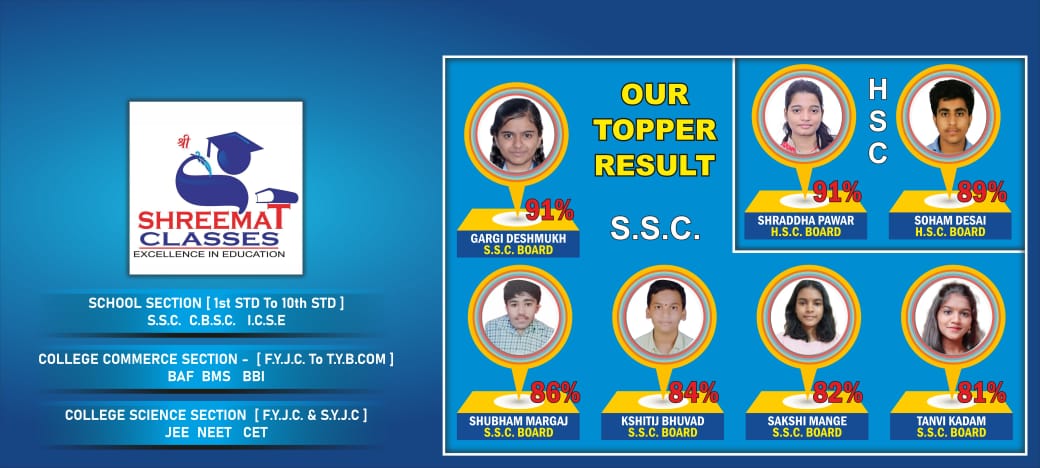 श्री
SHREEMAT
CLASSES
EXCELLENCE IN EDUCATION
SCHOOL SECTION [ 1st STD To 10th STD ]
S.S.C. C.B.S.C. I.C.S.E
COLLEGE COMMERCE SECTION - [ F.Y.J.C. To T.Y.B.COM ]
BAF BMS BBI
COLLEGE SCIENCE SECTION [ F.Y.J.C. & S.Y.J.C ]
JEE NEET CET
OUR
TOPPER
RESULT
S.S.C.
91%
GARGI DESHMUKH
S.S.C. BOARD
HSC
91%
SHRADDHA PAWAR
H.S.C. BOARD
89%
SOHAM DESAI
H.S.C. BOARD
86%
SHUBHAM MARGAJ
S.S.C. BOARD
84%
KSHITIJ BHUVAD
S.S.C. BOARD
82%
SAKSHI MANGE
S.S.C. BOARD
81%
TANVI KADAM
S.S.C. BOARD